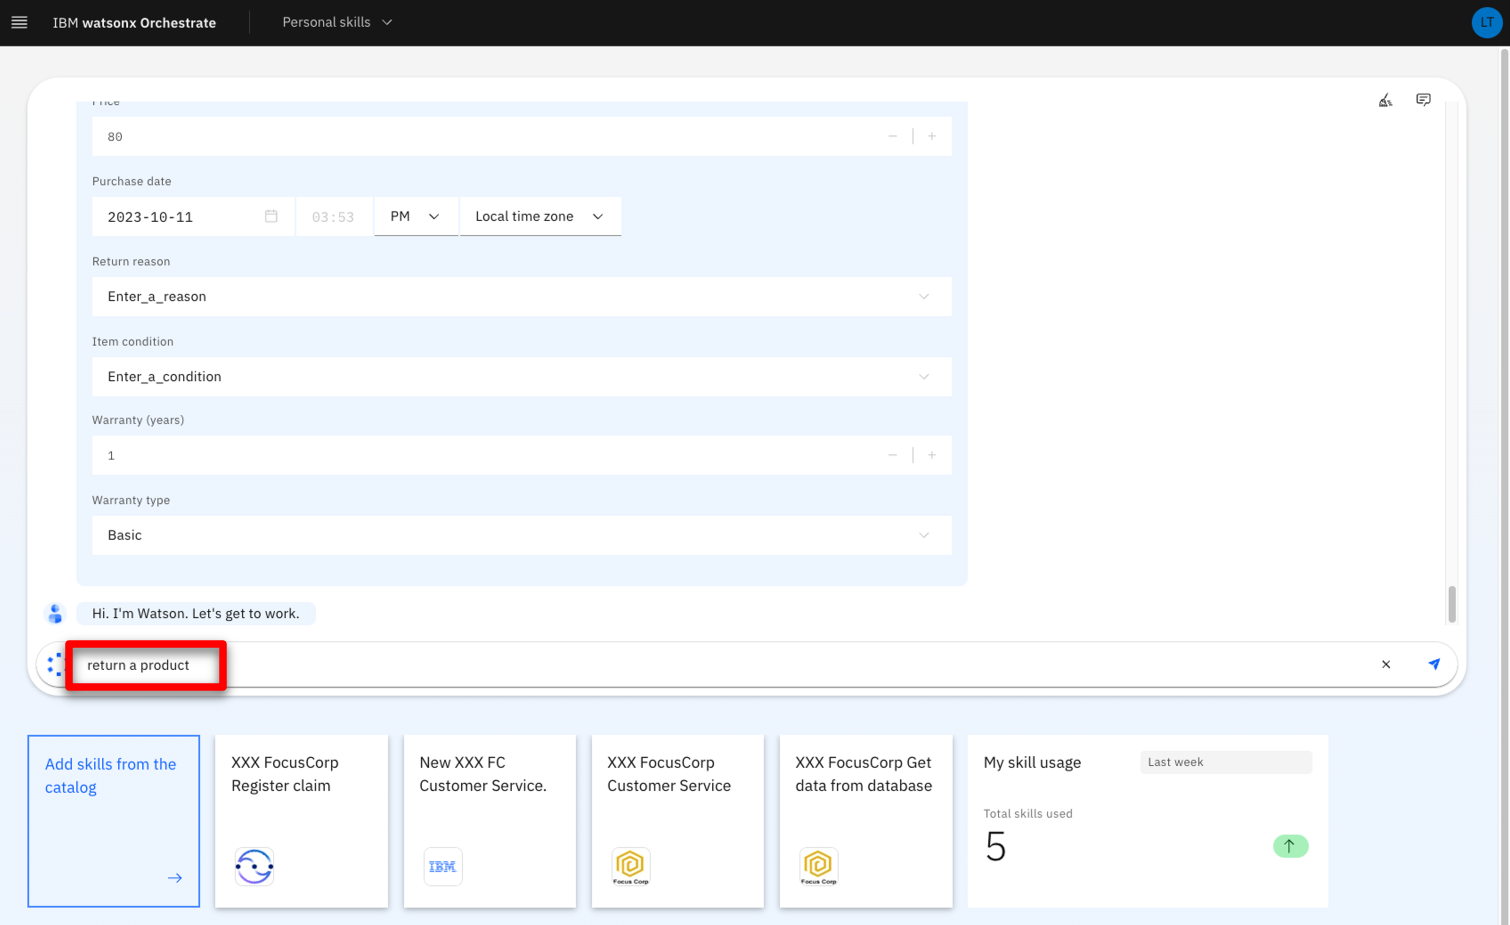 IBM watsonx Orchestrate
Personal skills
LT
Price
80
Purchase date
2023-10-11
03:53
PM
Local time zone
Return reason
Enter_a_reason
Item condition
Enter_a_condition
Warranty (years)
1
Warranty type
Basic
Hi. I'm Watson. Let's get to work.
return a product
Add skills from the
catalog
XXX FocusCorp
Register claim
New XXX FC
Customer Service.
IBM
XXX FocusCorp
Customer Service
Focus Corp
XXX FocusCorp Get
data from database
Focus Corp
My skill usage
Last week
Total skills used
5